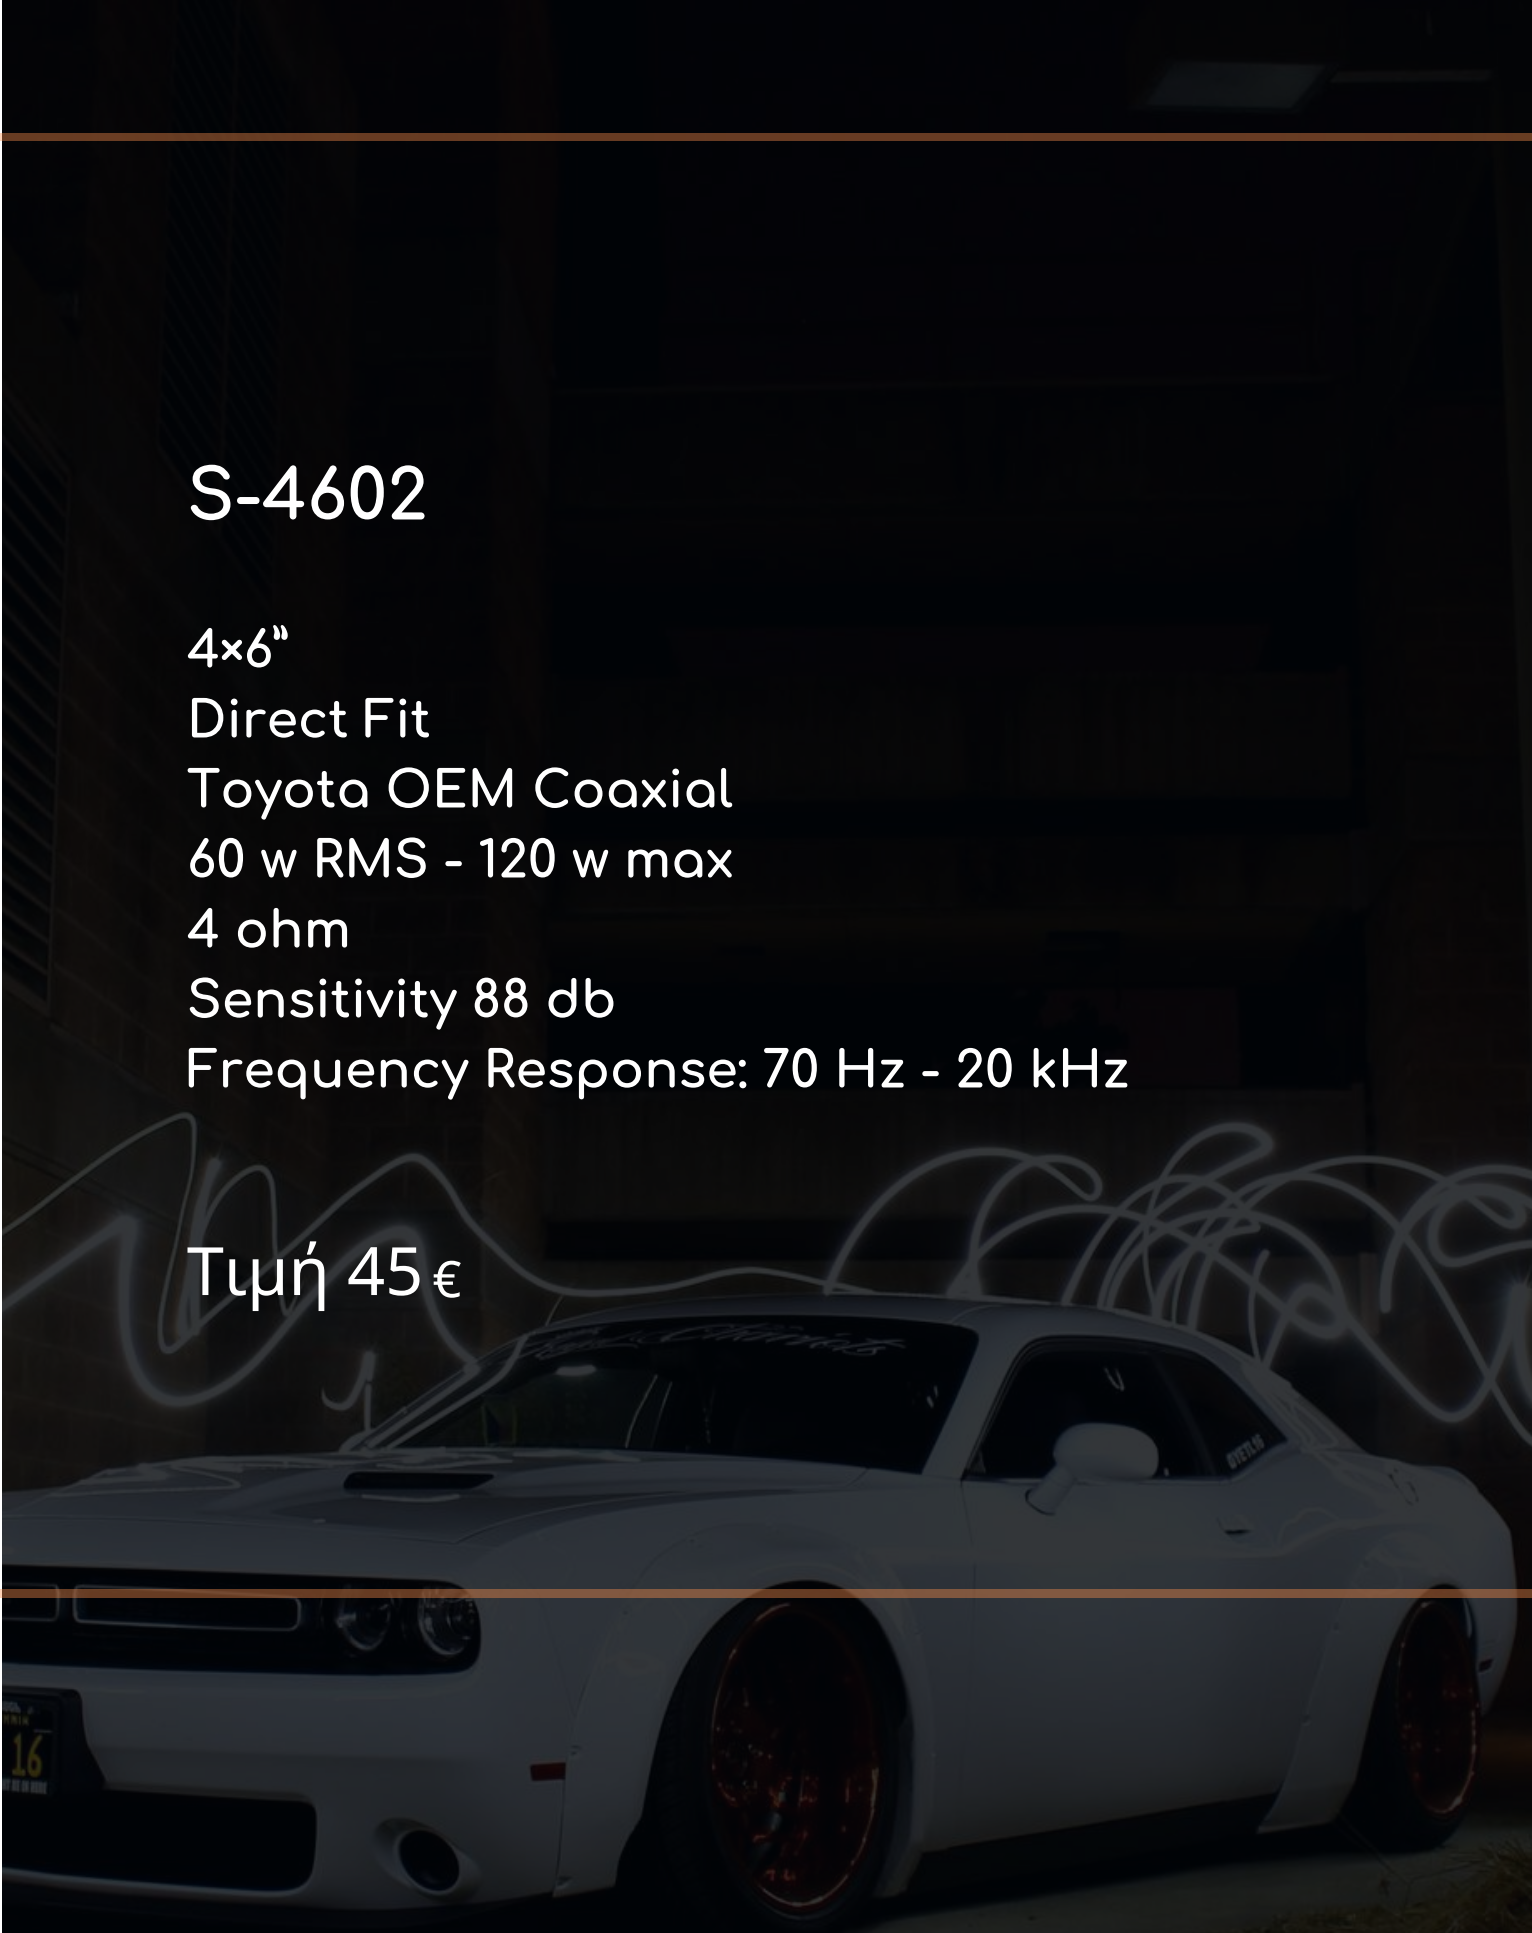 S-4602
4×6”
Direct Fit
Toyota OEM Coaxial
60 w RMS - 120 w max
4 ohm
Sensitivity 88 db
Frequency Response: 70 Hz - 20 kHz
Τιμή 45 €
16